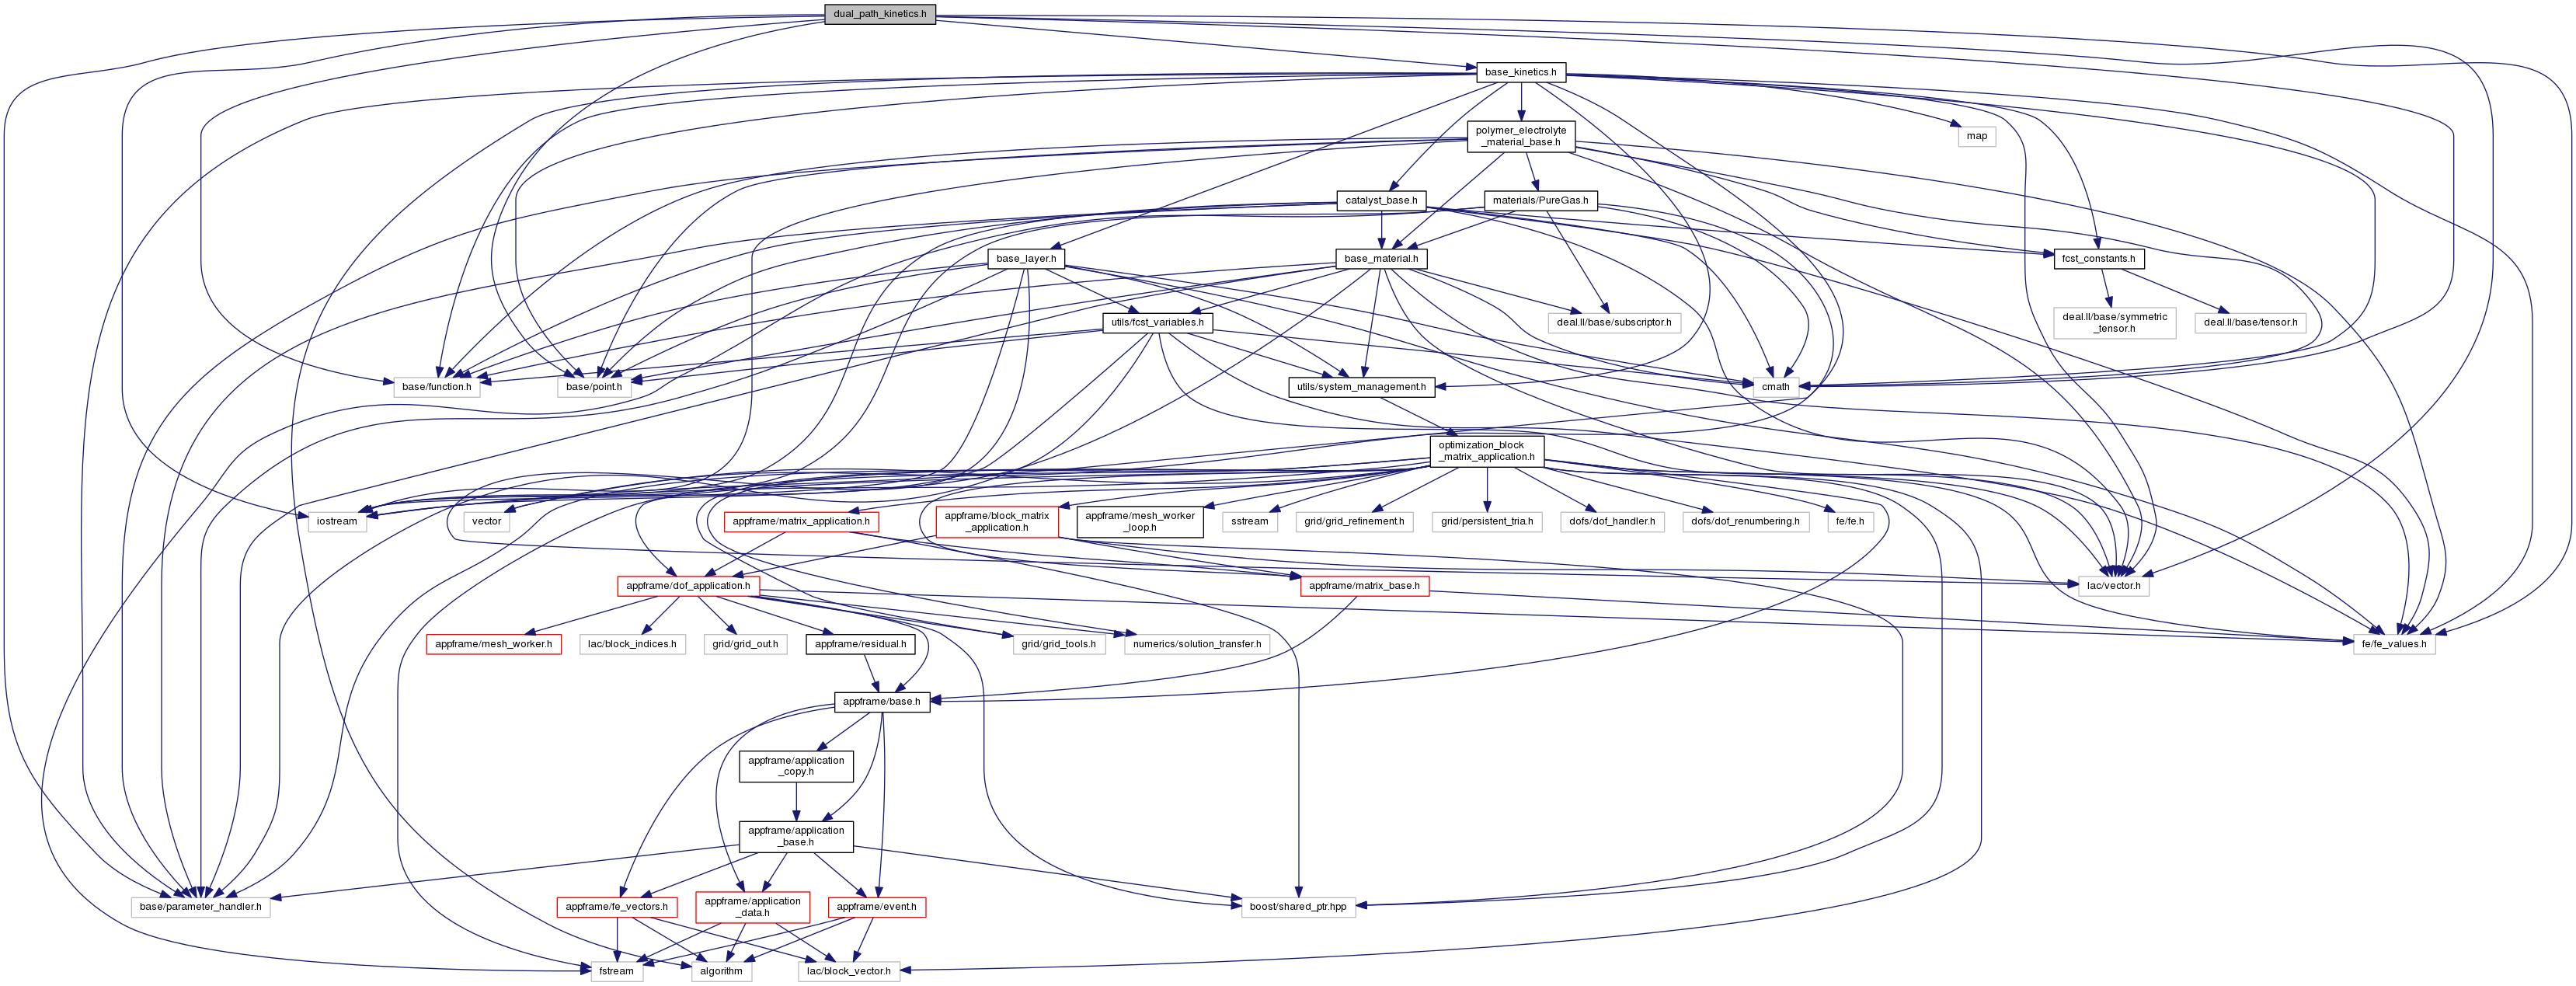 dual_path_kinetics.h
base_kinetics.h
polymer_electrolyte
_material_base.h
map
catalyst_base.h
materials/PureGas.h
base_layer.h
base_material.h
fcst_constants.h
utils/fcst_variables.h
deal.II/base/subscriptor.h
deal.II/base/symmetric
_tensor.h
deal.II/base/tensor.h
base/function.h
base/point.h
utils/system_management.h
cmath
optimization_block
_matrix_application.h
iostream
vector
appframe/matrix_application.h
appframe/block_matrix
_application.h
appframe/mesh_worker
_loop.h
sstream
grid/grid_refinement.h
grid/persistent_tria.h
dofs/dof_handler.h
dofs/dof_renumbering.h
fe/fe.h
appframe/dof_application.h
appframe/matrix_base.h
lac/vector.h
appframe/mesh_worker.h
lac/block_indices.h
grid/grid_out.h
appframe/residual.h
grid/grid_tools.h
numerics/solution_transfer.h
fe/fe_values.h
appframe/base.h
appframe/application
_copy.h
appframe/application
_base.h
base/parameter_handler.h
appframe/fe_vectors.h
appframe/application
_data.h
appframe/event.h
boost/shared_ptr.hpp
fstream
algorithm
lac/block_vector.h